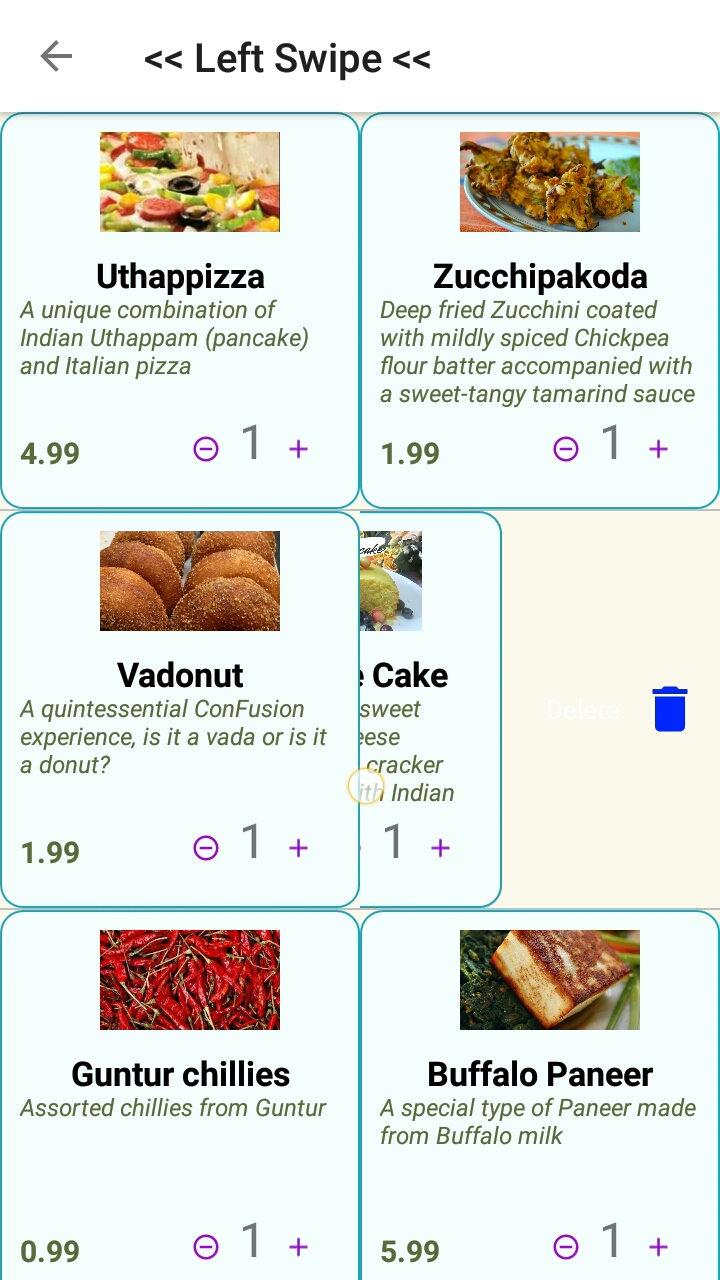 << Left Swipe <<
Uthappizza
A unique combination of
Indian Uthappam (pancake)
and Italian pizza
4.99
1
Zucchipakoda
Deep fried Zucchini coated
with mildly spiced Chickpea
flour batter accompanied with
a sweet-tangy tamarind sauce
1.99
1
Vadonut
A quintessential ConFusion
experience, is it a vada or is it
a donut?
1.99
1
cake
e Cake
sweet
eese
cracker
ith Indian
1
Delete
Guntur chillies
Assorted chillies from Guntur
0.99
1
Buffalo Paneer
A special type of Paneer made
from Buffalo milk
5.99
1